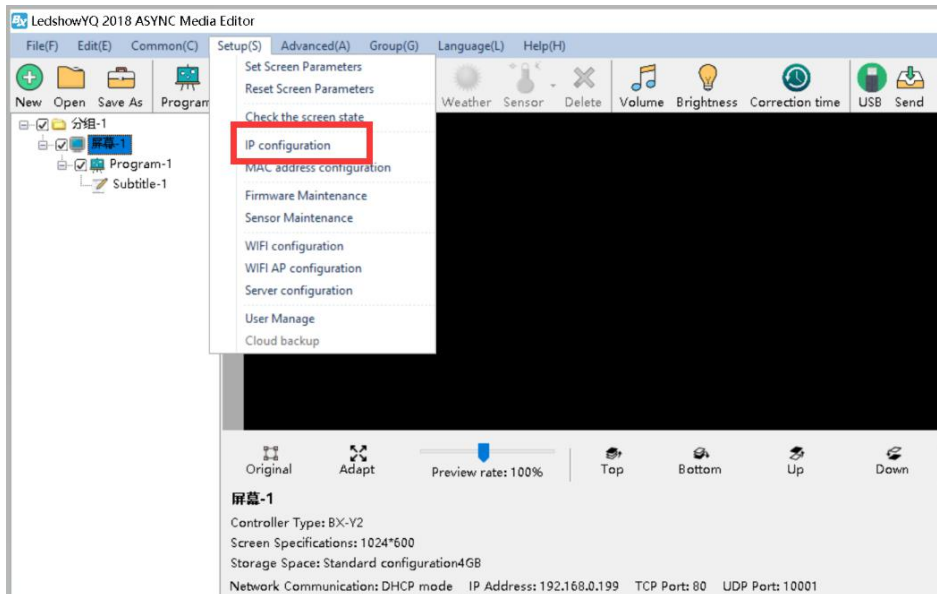 BX LedshowYQ 2018 ASYNC Media Editor
File(F) Edit(E) Common(C) Setup(S) Advanced(A) Group(G) Language(L) Help(H)
New Open Save As Program Weather Sensor Delete Volume Brightness Correction time USB Send
Set Screen Parameters
Reset Screen Parameters
Check the screen state
IP configuration
MAC address configuration
Firmware Maintenance
Sensor Maintenance
WIFI configuration
WIFI AP configuration
Server configuration
User Manage
Cloud backup
分组-1
屏幕-1
Program-1
Subtitle-1
Original Adapt Preview rate: 100% Top Bottom Up Down
屏幕-1
Controller Type: BX-Y2
Screen Specifications: 1024*600
Storage Space: Standard configuration4GB
Network Communication: DHCP mode IP Address: 192.168.0.199 TCP Port: 80 UDP Port: 10001